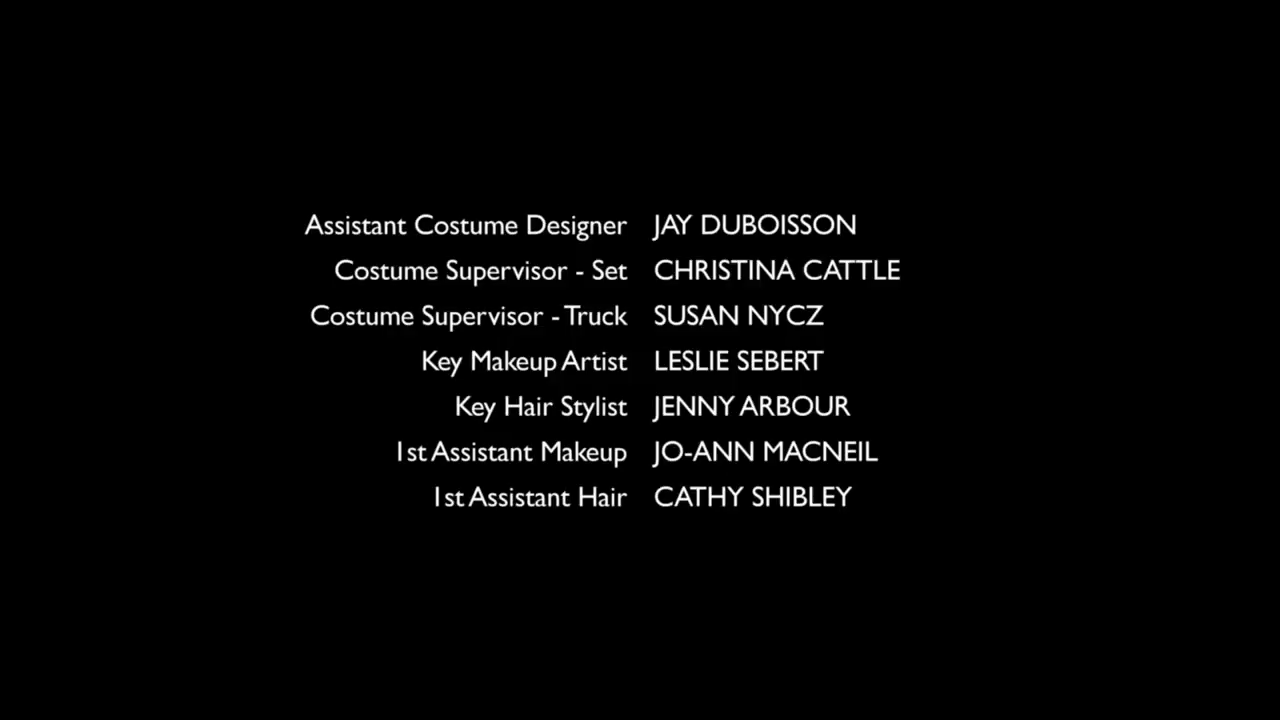 Assistant Costume Designer JAY DUBOISSON
Costume Supervisor - Set CHRISTINA CATTLE
Costume Supervisor - Truck SUSAN NYCZ
Key Makeup Artist LESLIE SEBERT
Key Hair Stylist JENNY ARBOUR
1st Assistant Makeup JO-ANN MACNEIL
1st Assistant Hair CATHY SHIBLEY